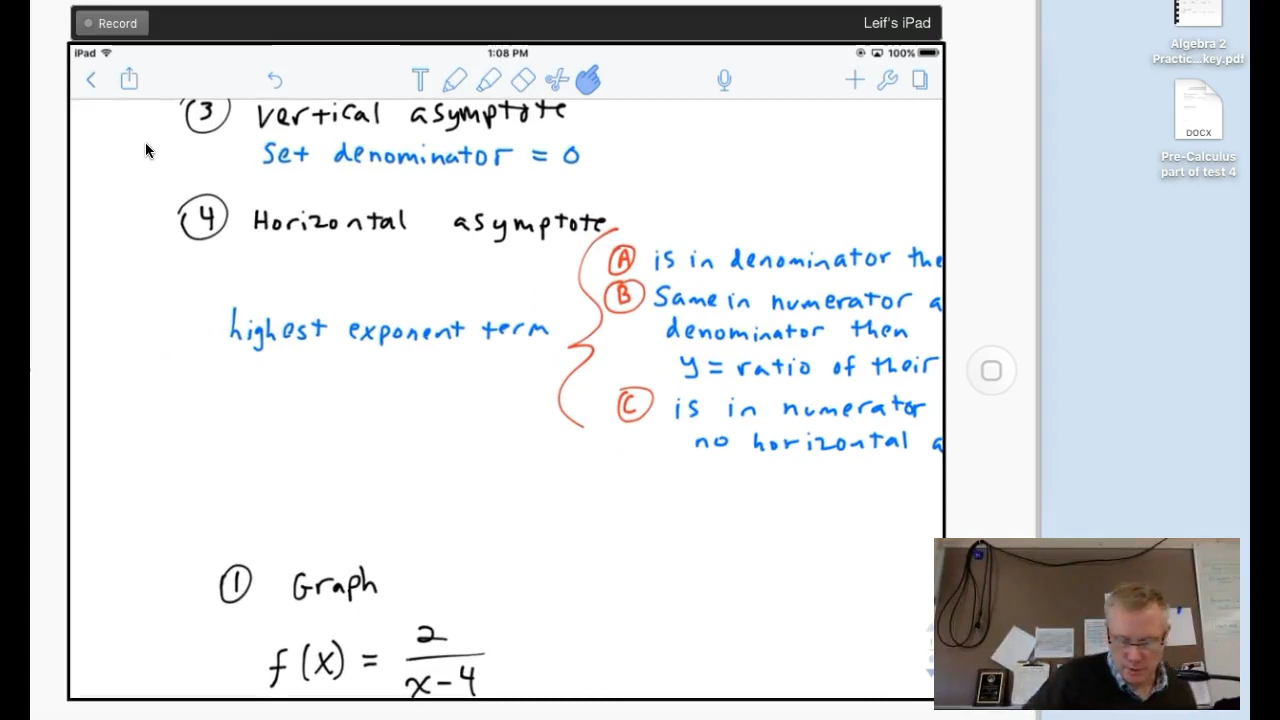 Record
Leif's iPad
iPad
1:08 PM
100%
T
3 Vertical asymptote
Set denominator = 0
4 Horizontal asymptote
highest exponent term
A is in denominator the
B Same in numerator a
denominator then
y = ratio of their
C is in numerator
no horizontal a
1 Graph
f(x) = 2
x-4
Algebra 2
Practic...key.pdf
DOCX
Pre-Calculus
part of test 4